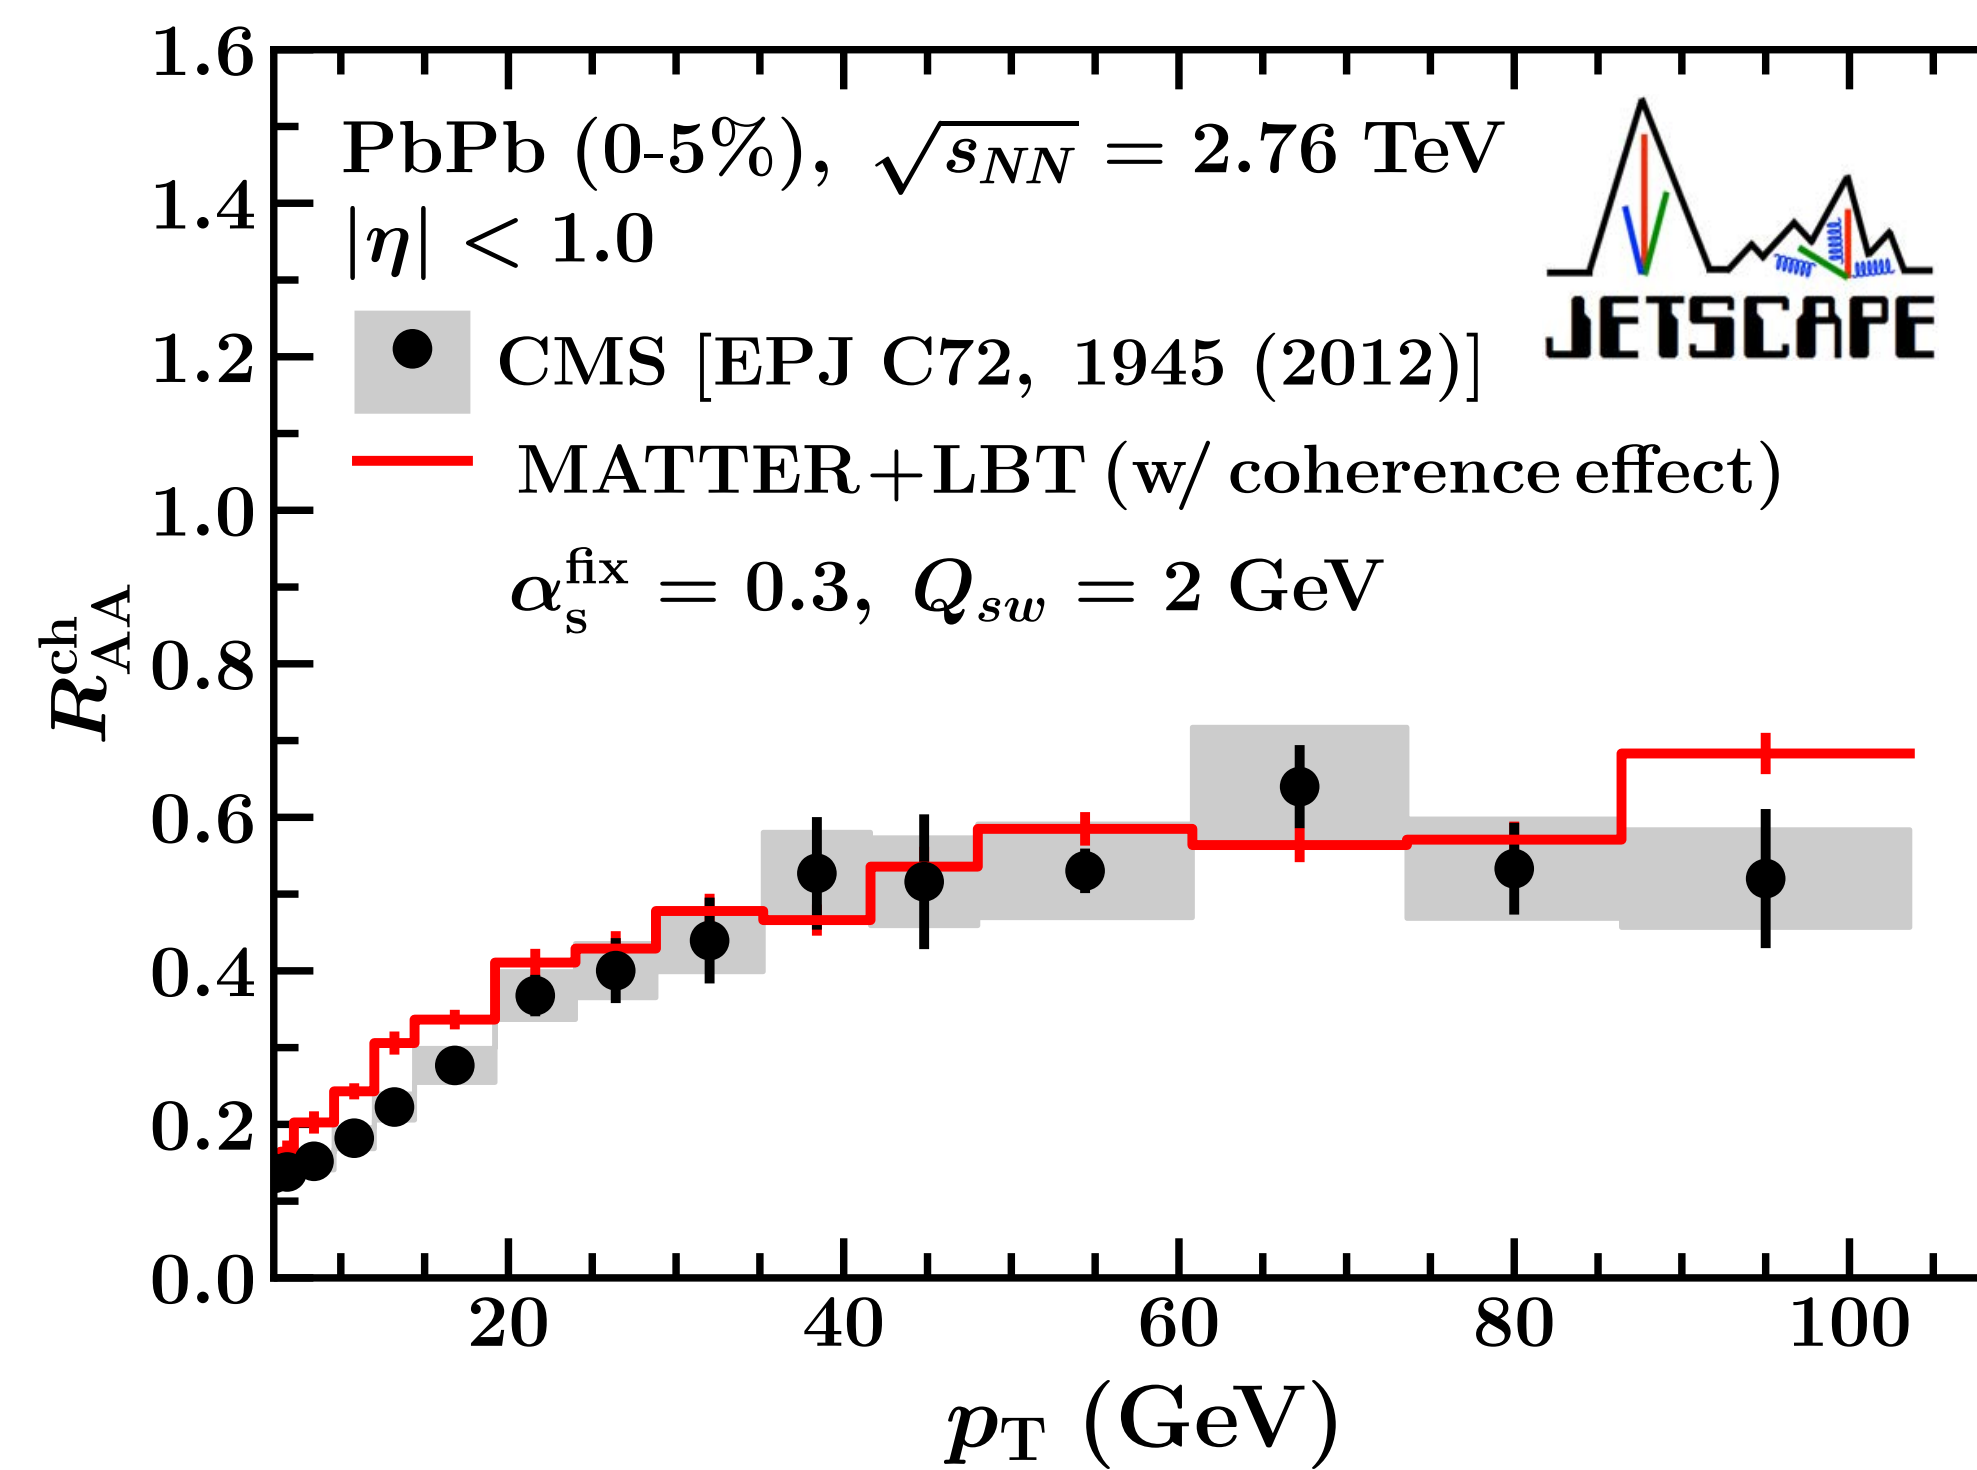 1.6
1.4
1.2
1.0
0.8
0.6
0.4
0.2
0.0
R_AA^ch
PbPb (0-5%), √s_NN = 2.76 TeV
|η| < 1.0
JETSCAPE
CMS [EPJ C72, 1945 (2012)]
MATTER+LBT (w/ coherence effect)
α_s^fix = 0.3, Q_sw = 2 GeV
20 40 60 80 100
p_T (GeV)